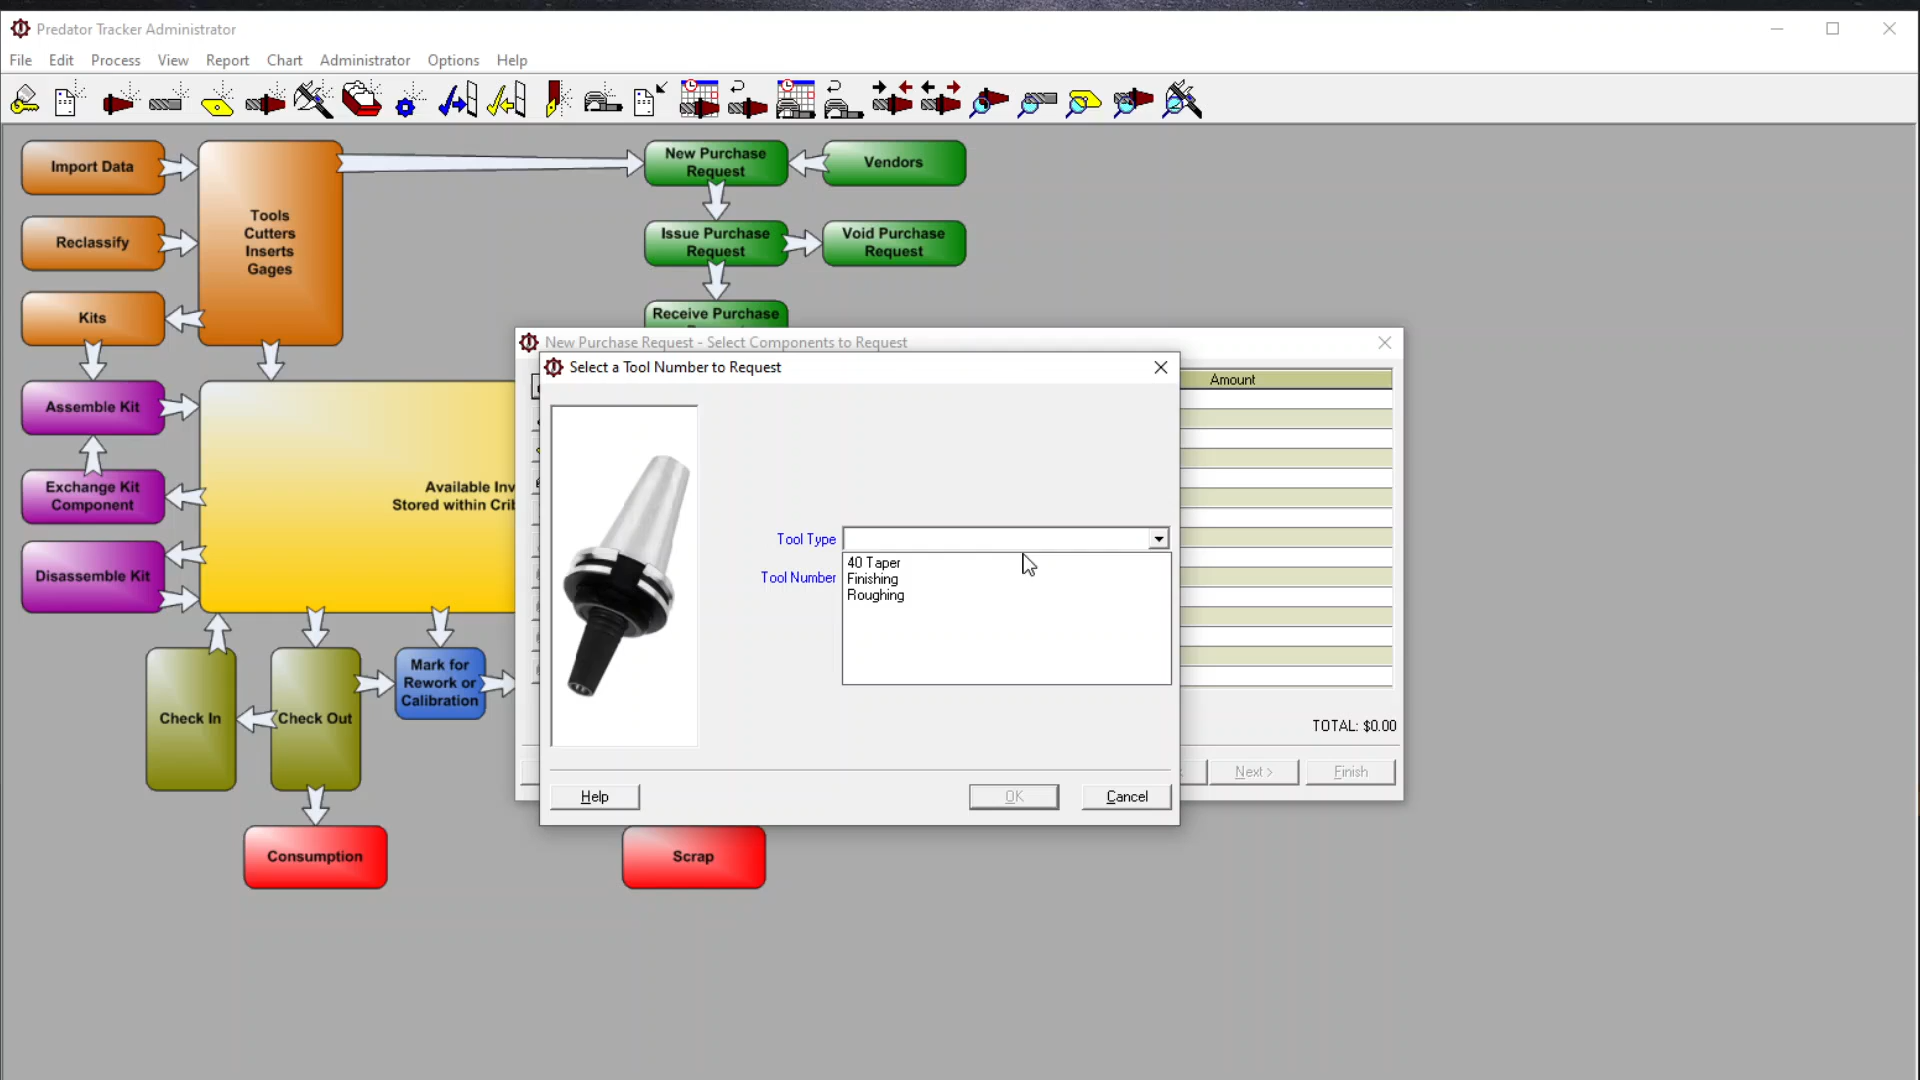 Predator Tracker Administrator
File Edit Process View Report Chart Administrator Options Help
Import Data
Reclassify
Kits
Tools
Cutters
Inserts
Gages
New Purchase
Request
Vendors
Issue Purchase
Request
Void Purchase
Request
Receive Purchase
Assemble Kit
Exchange Kit
Component
Disassemble Kit
Available Inv
Stored within Crib
Check In
Check Out
Mark for
Rework or
Calibration
Consumption
Scrap
New Purchase Request - Select Components to Request
Amount
TOTAL: $0.00
Next >
Finish
Select a Tool Number to Request
Tool Type
Tool Number
40 Taper
Finishing
Roughing
Help
OK
Cancel